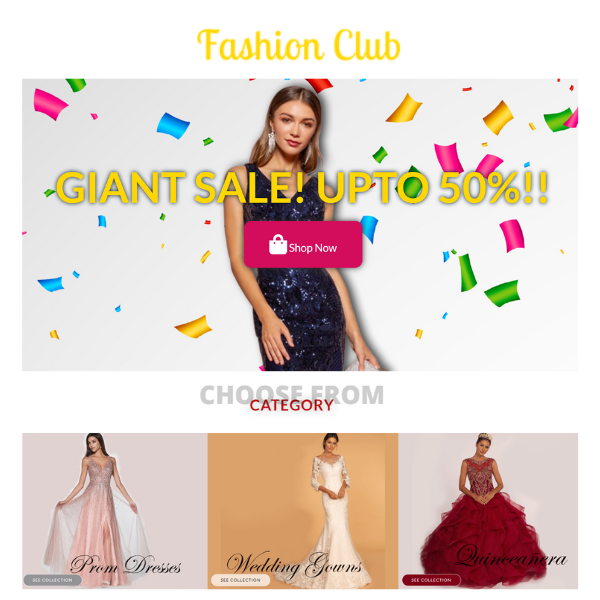 Fashion Club
GIANT SALE! UPTO 50%!!
Shop Now
CHOOSE FROM
CATEGORY
Prom Dresses
SEE COLLECTION
Wedding Gowns
SEE COLLECTION
Quinceanera
SEE COLLECTION